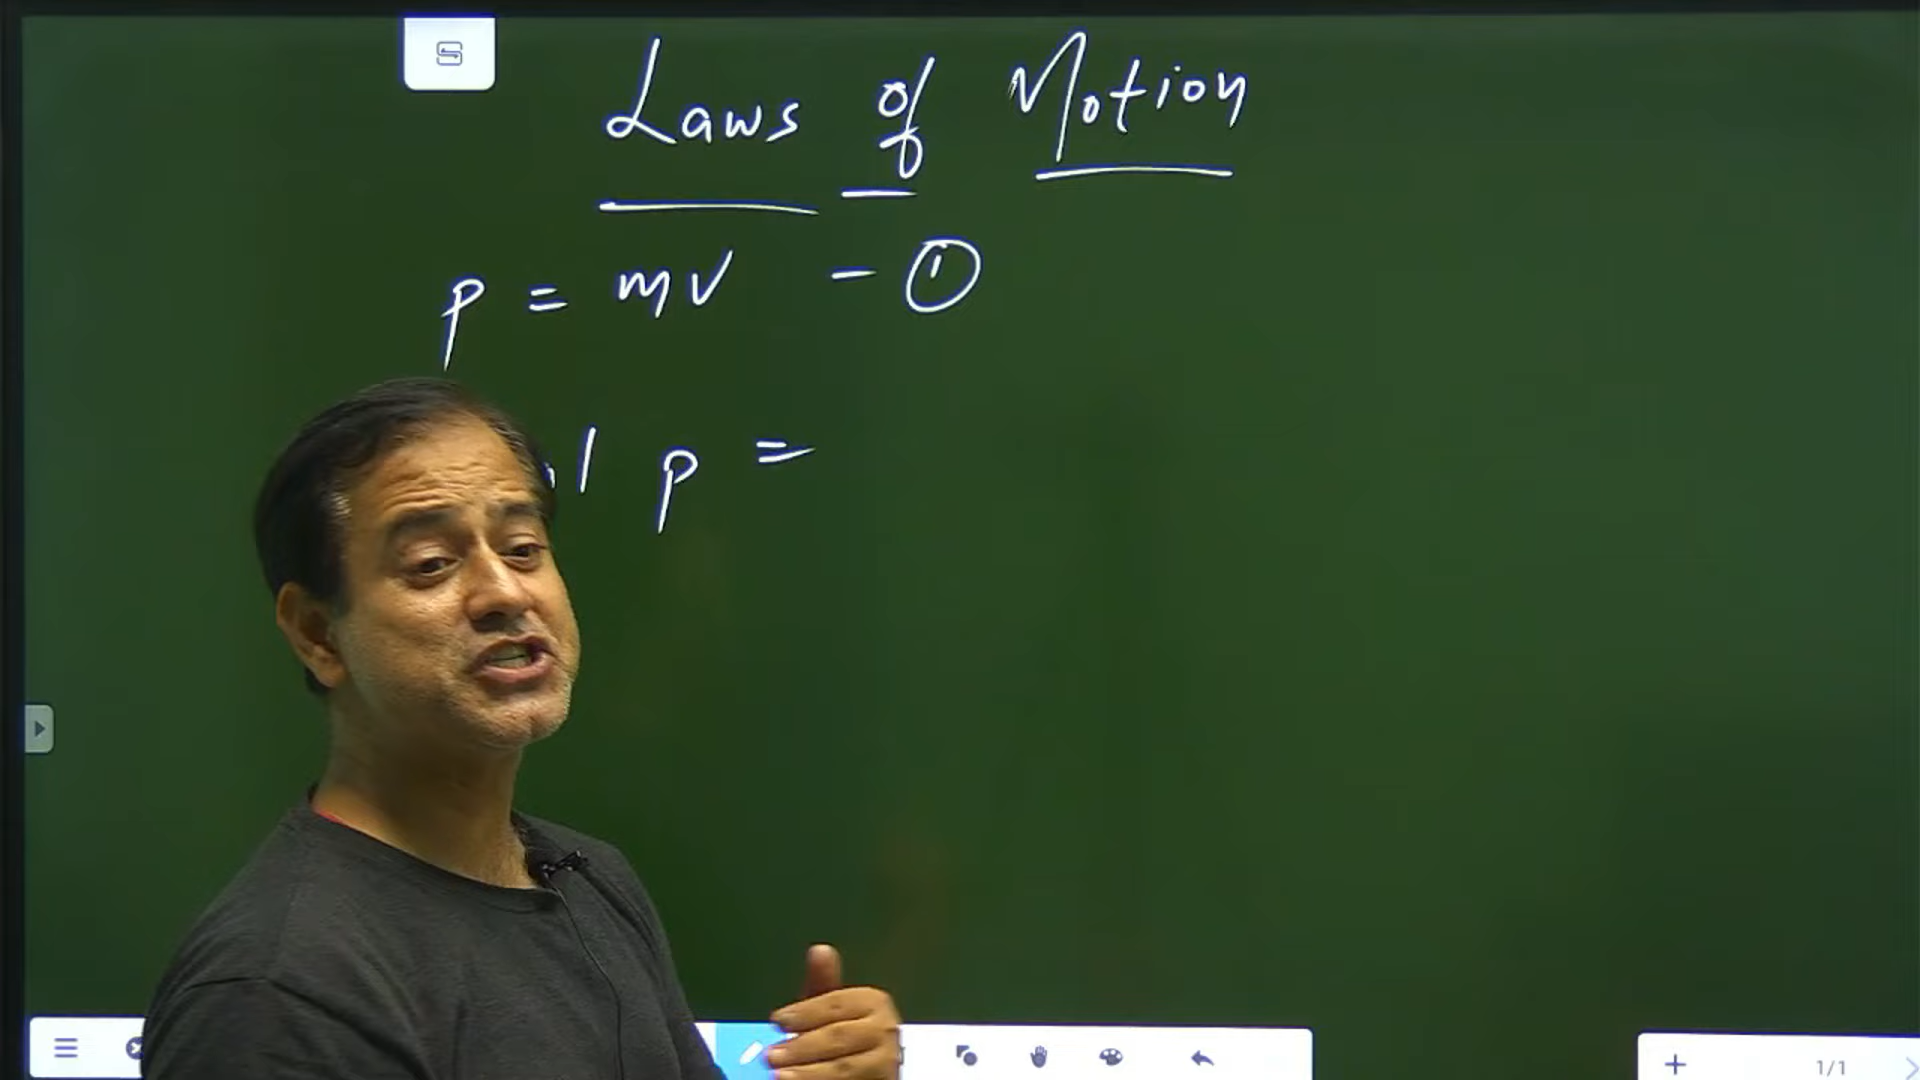 Laws of Motion
p = mv - ①
p =
1/1